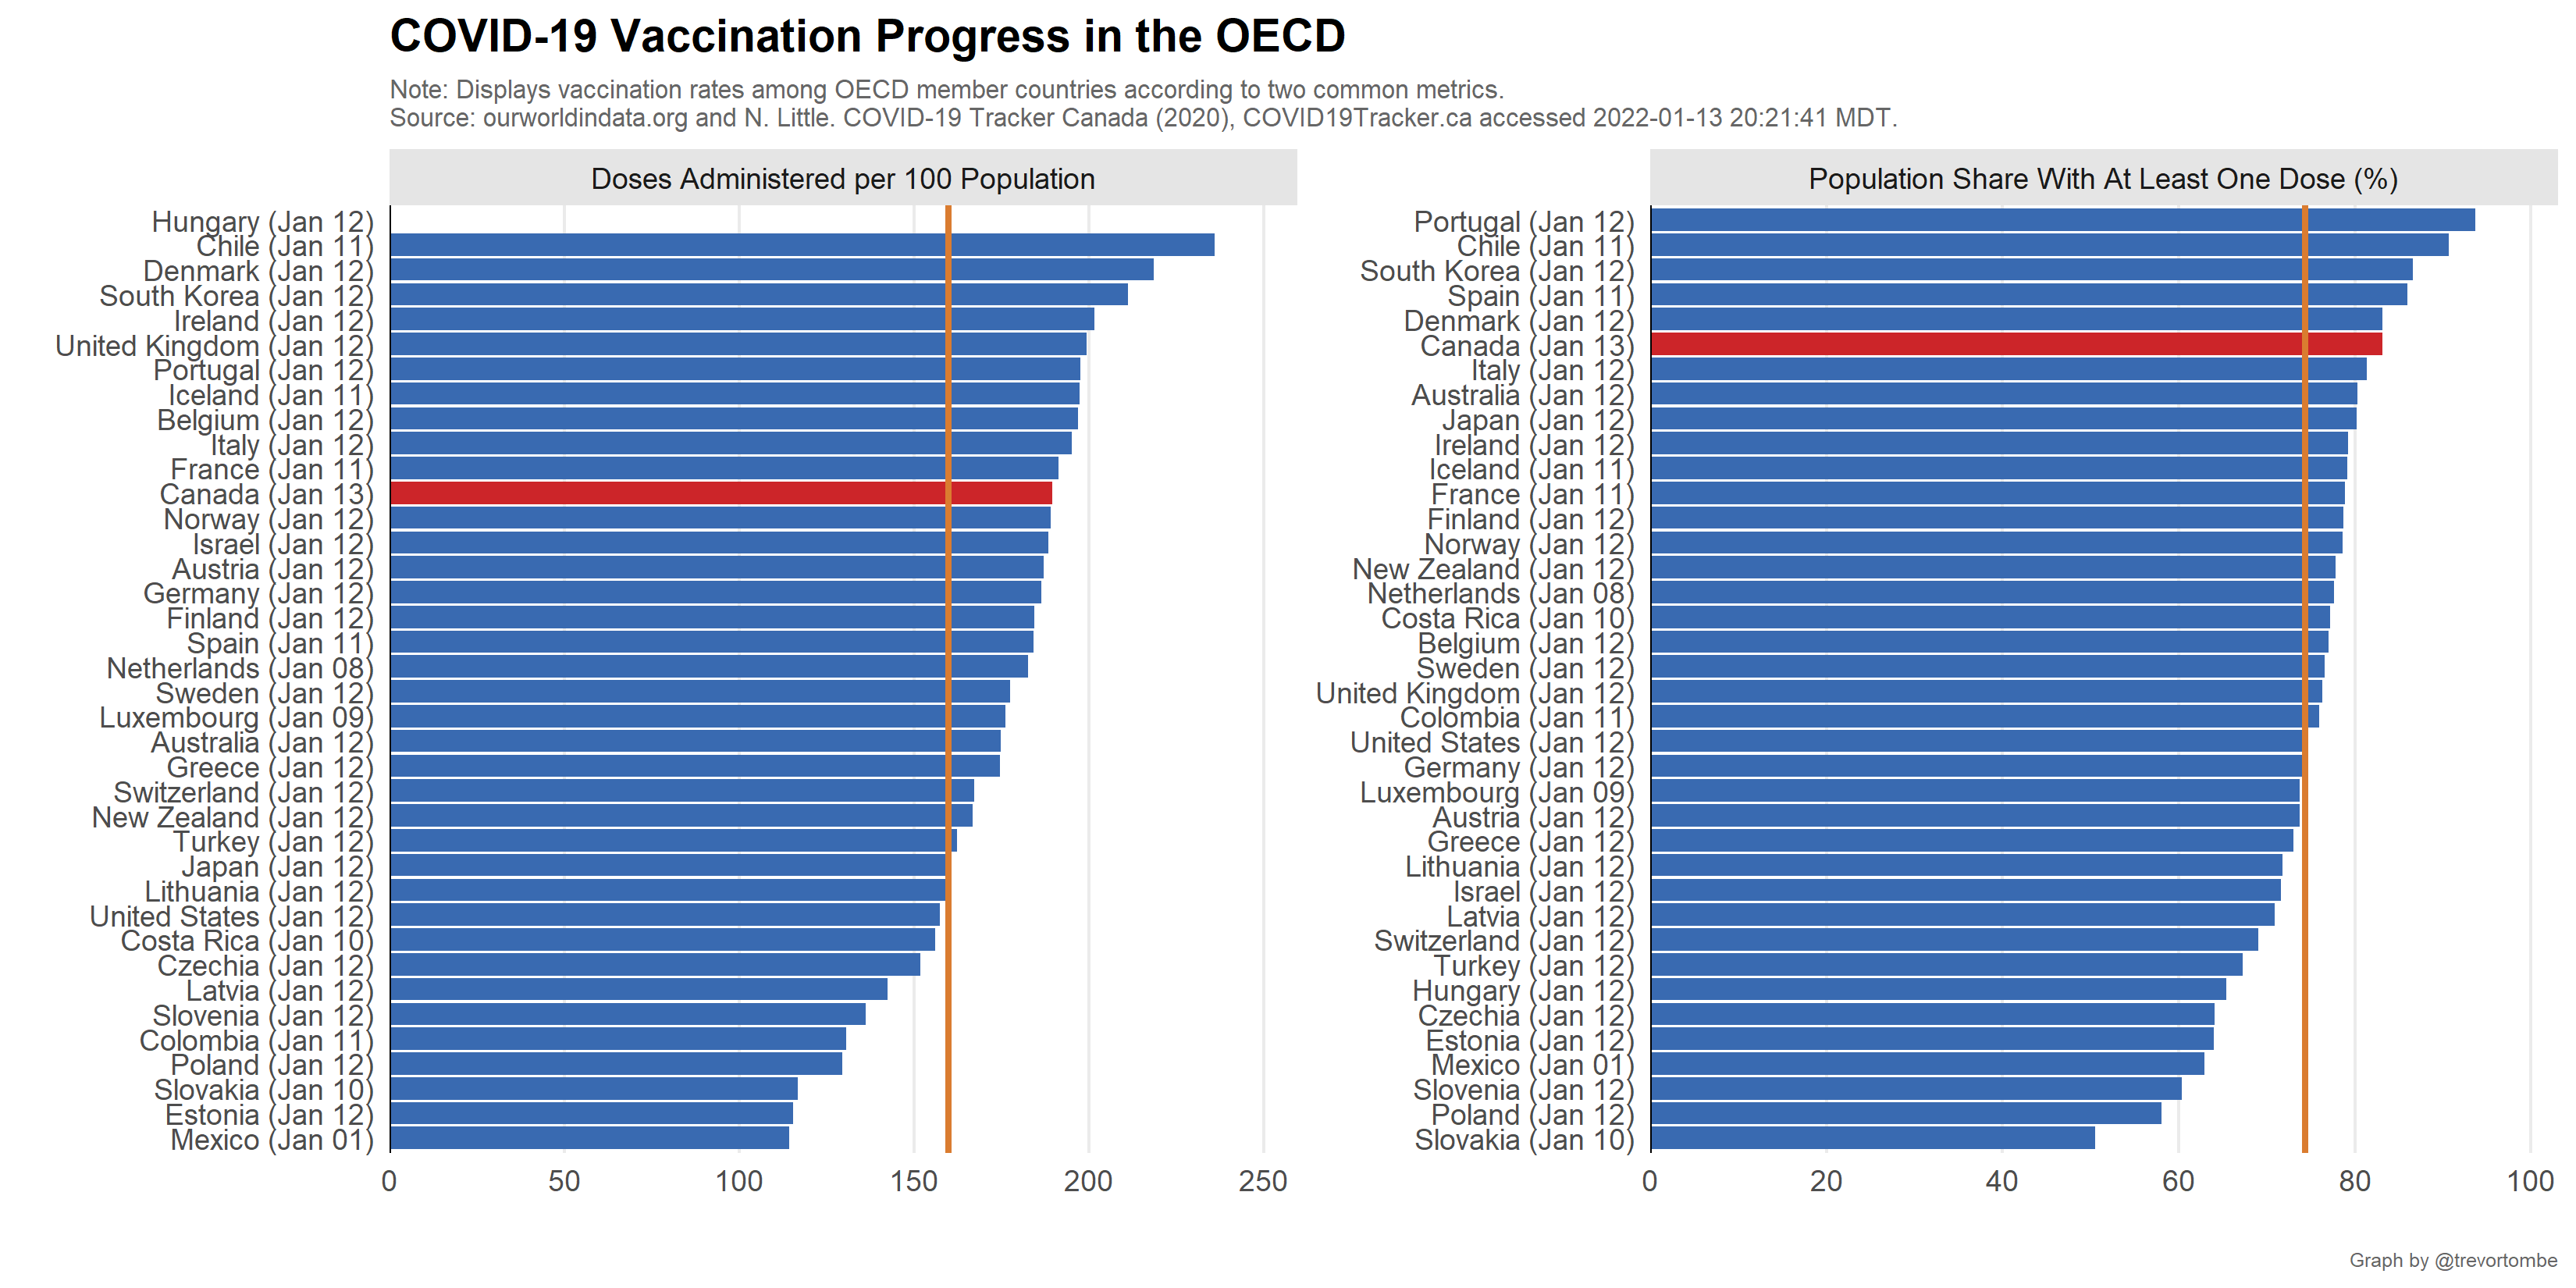 COVID-19 Vaccination Progress in the OECD
Note: Displays vaccination rates among OECD member countries according to two common metrics.
Source: ourworldindata.org and N. Little. COVID-19 Tracker Canada (2020), COVID19Tracker.ca accessed 2022-01-13 20:21:41 MDT.
Doses Administered per 100 Population
Hungary (Jan 12)
Chile (Jan 11)
Denmark (Jan 12)
South Korea (Jan 12)
Ireland (Jan 12)
United Kingdom (Jan 12)
Portugal (Jan 12)
Iceland (Jan 11)
Belgium (Jan 12)
Italy (Jan 12)
France (Jan 11)
Canada (Jan 13)
Norway (Jan 12)
Israel (Jan 12)
Austria (Jan 12)
Germany (Jan 12)
Finland (Jan 12)
Spain (Jan 11)
Netherlands (Jan 08)
Sweden (Jan 12)
Luxembourg (Jan 09)
Australia (Jan 12)
Greece (Jan 12)
Switzerland (Jan 12)
New Zealand (Jan 12)
Turkey (Jan 12)
Japan (Jan 12)
Lithuania (Jan 12)
United States (Jan 12)
Costa Rica (Jan 10)
Czechia (Jan 12)
Latvia (Jan 12)
Slovenia (Jan 12)
Colombia (Jan 11)
Poland (Jan 12)
Slovakia (Jan 10)
Estonia (Jan 12)
Mexico (Jan 01)
0 50 100 150 200 250
Population Share With At Least One Dose (%)
Portugal (Jan 12)
Chile (Jan 11)
South Korea (Jan 12)
Spain (Jan 11)
Denmark (Jan 12)
Canada (Jan 13)
Italy (Jan 12)
Australia (Jan 12)
Japan (Jan 12)
Ireland (Jan 12)
Iceland (Jan 11)
France (Jan 11)
Finland (Jan 12)
Norway (Jan 12)
New Zealand (Jan 12)
Netherlands (Jan 08)
Costa Rica (Jan 10)
Belgium (Jan 12)
Sweden (Jan 12)
United Kingdom (Jan 12)
Colombia (Jan 11)
United States (Jan 12)
Germany (Jan 12)
Luxembourg (Jan 09)
Austria (Jan 12)
Greece (Jan 12)
Lithuania (Jan 12)
Israel (Jan 12)
Latvia (Jan 12)
Switzerland (Jan 12)
Turkey (Jan 12)
Hungary (Jan 12)
Czechia (Jan 12)
Estonia (Jan 12)
Mexico (Jan 01)
Slovenia (Jan 12)
Poland (Jan 12)
Slovakia (Jan 10)
0 20 40 60 80 100
Graph by @trevortombe